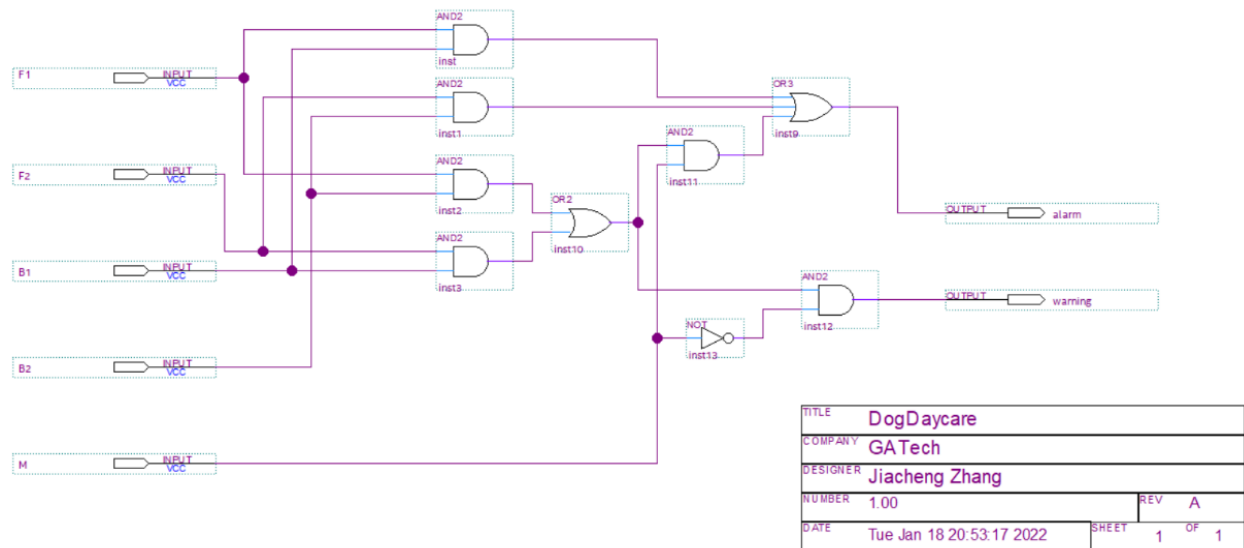 AND2
inst
F1
INPUT
VCC
AND2
inst1
OR3
inst9
AND2
inst11
F2
INPUT
VCC
AND2
inst2
OR2
inst10
OUTPUT
alarm
B1
INPUT
VCC
AND2
inst3
AND2
inst12
OUTPUT
warning
NOT
inst13
B2
INPUT
VCC
M
INPUT
VCC
TITLE DogDaycare
COMPANY GATech
DESIGNER Jiacheng Zhang
NUMBER 1.00 REV A
DATE Tue Jan 18 20:53:17 2022 SHEET 1 OF 1